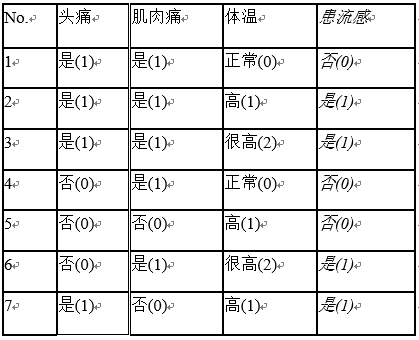 No. 头痛 肌肉痛 体温 患流感
1 是(1) 是(1) 正常(0) 否(0)
2 是(1) 是(1) 高(1) 是(1)
3 是(1) 是(1) 很高(2) 是(1)
4 否(0) 是(1) 正常(0) 否(0)
5 否(0) 否(0) 高(1) 否(0)
6 否(0) 是(1) 很高(2) 是(1)
7 是(1) 否(0) 高(1) 是(1)